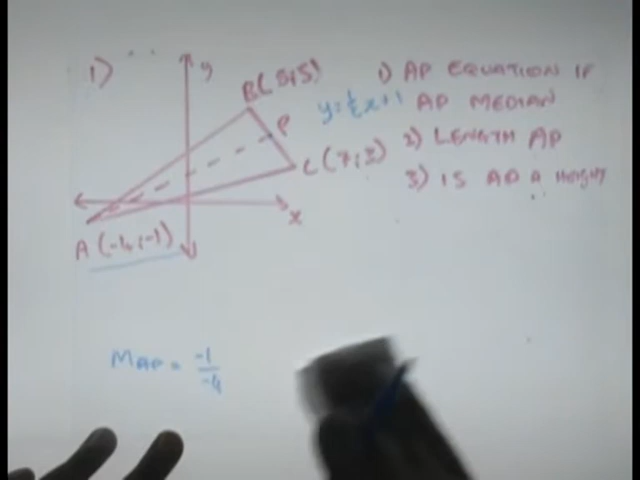 1)
y
B(5;5)
P
C(7;3)
x
A(-4;-1)
y=½x+1
1) AP EQUATION IF
AP MEDIAN
2) LENGTH AP
3) IS AP A HEIGHT
MAP = -1/-4